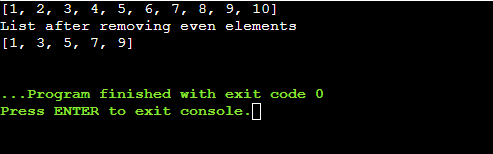 [1, 2, 3, 4, 5, 6, 7, 8, 9, 10]
List after removing even elements
[1, 3, 5, 7, 9]
...Program finished with exit code 0
Press ENTER to exit console.